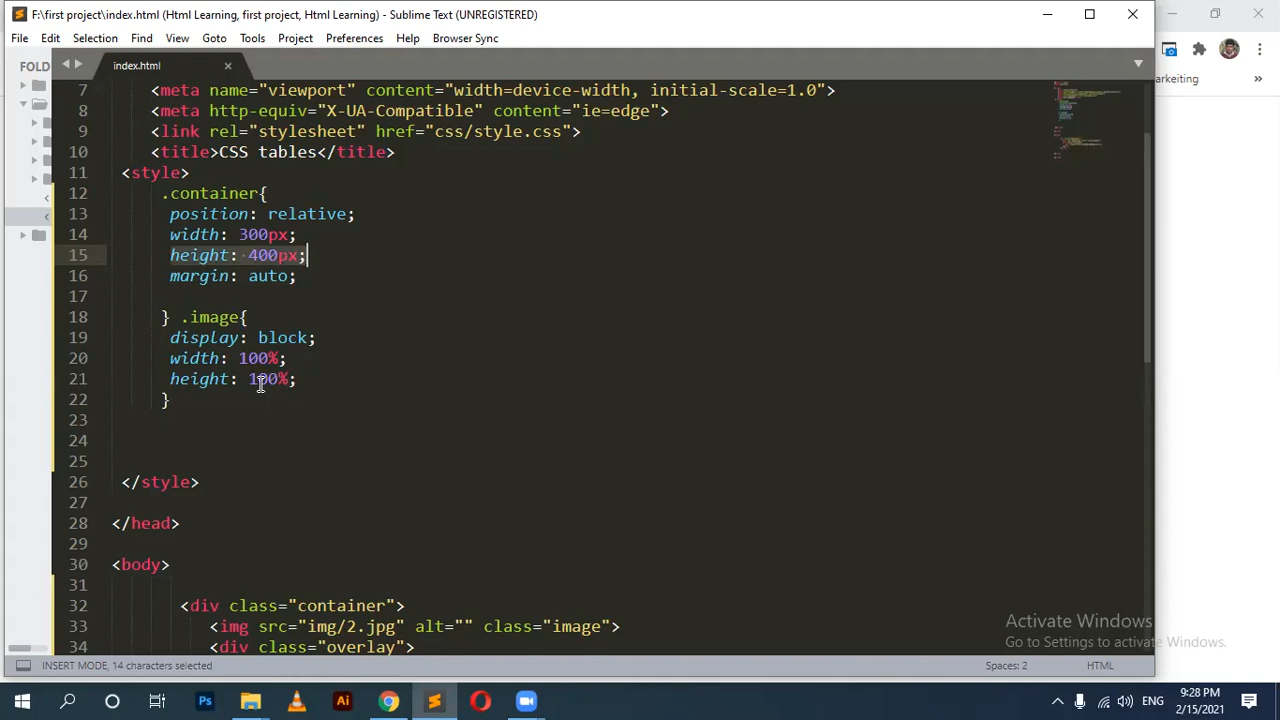 F:\first project\index.html (Html Learning, first project, Html Learning) - Sublime Text (UNREGISTERED)
File Edit Selection View Goto Tools Project Preferences Help Browser Sync
FOLD
index.html
arkeiting
7 <meta name="viewport" content="width=device-width, initial-scale=1.0">
8 <meta http-equiv="X-UA-Compatible" content="ie=edge">
9 <link rel="stylesheet" href="css/style.css">
10 <title>CSS tables</title>
11 <style>
12 .container{
13 position: relative;
14 width: 300px;
15 height: 400px;
16 margin: auto;
17
18 } .image{
19 display: block;
20 width: 100%;
21 height: 100%;
22 }
23
24
25
26 </style>
27
28 </head>
29
30 <body>
31
32 <div class="container">
33 <img src="img/2.jpg" alt="" class="image">
34 <div class="overlay">
Activate Windows
Go to Settings to activate Windows.
INSERT MODE, 14 characters selected
Spaces: 2
HTML
Ps
Ai
ENG
9:28 PM
2/15/2021